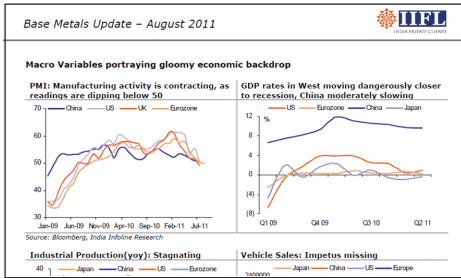 Base Metals Update – August 2011
IIFL
INDIA PRIVATE CLIENTS
Macro Variables portraying gloomy economic backdrop
PMI: Manufacturing activity is contracting, as
readings are dipping below 50
China US UK Eurozone
70
60
50
40
30
Jan-09 Jun-09 Nov-09 Apr-10 Sep-10 Feb-11 Jul-11
Source: Bloomberg, India Infoline Research
GDP rates in West moving dangerously closer
to recession, China moderately slowing
US Eurozone China Japan
%
12
8
4
0
(4)
(8)
Q1 09 Q4 09 Q3 10 Q2 11
Industrial Production(yoy): Stagnating
Japan China US Eurozone
40
Vehicle Sales: Impetus missing
Japan China US Europe
2400000